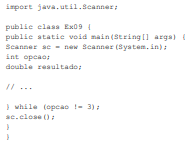 import java.util.Scanner;
public class Ex09 {
public static void main(String[] args) {
Scanner sc = new Scanner(System.in);
int opcao;
double resultado;
// ...
} while (opcao != 3);
sc.close();
}
}